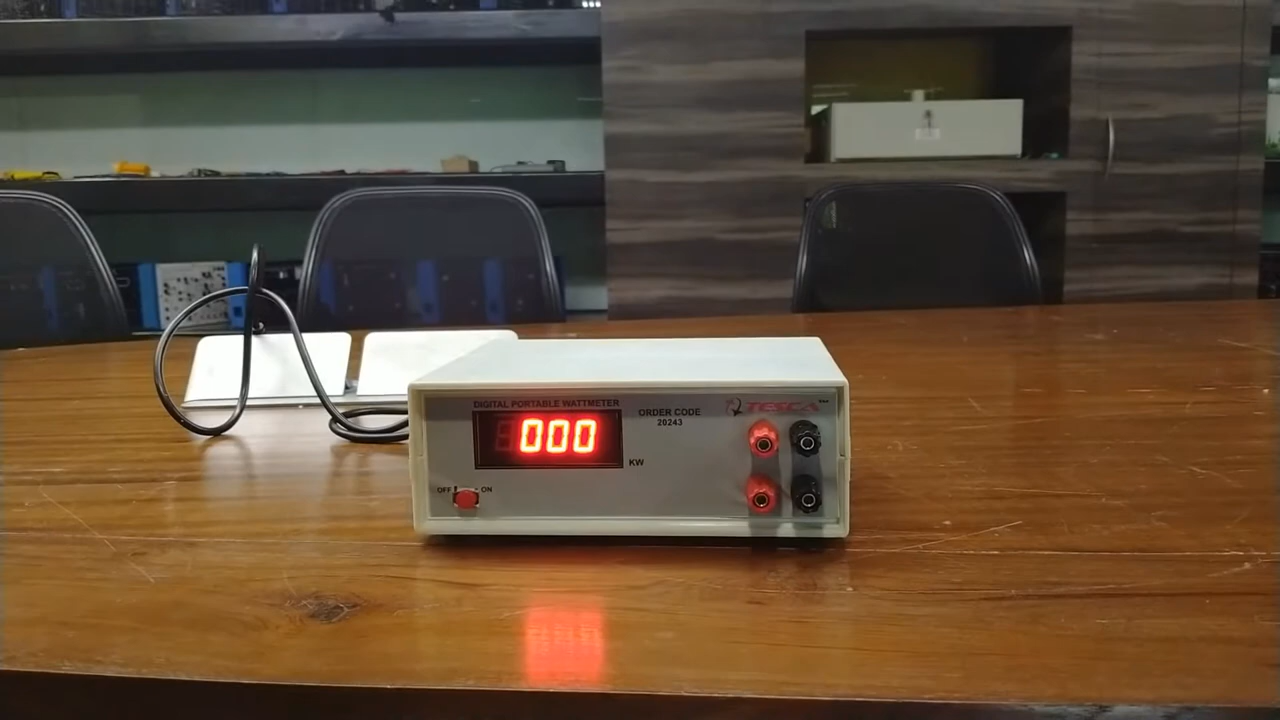 DIGITAL PORTABLE WATTMETER
ORDER CODE
20243
TESCA
000
KW
OFF ON